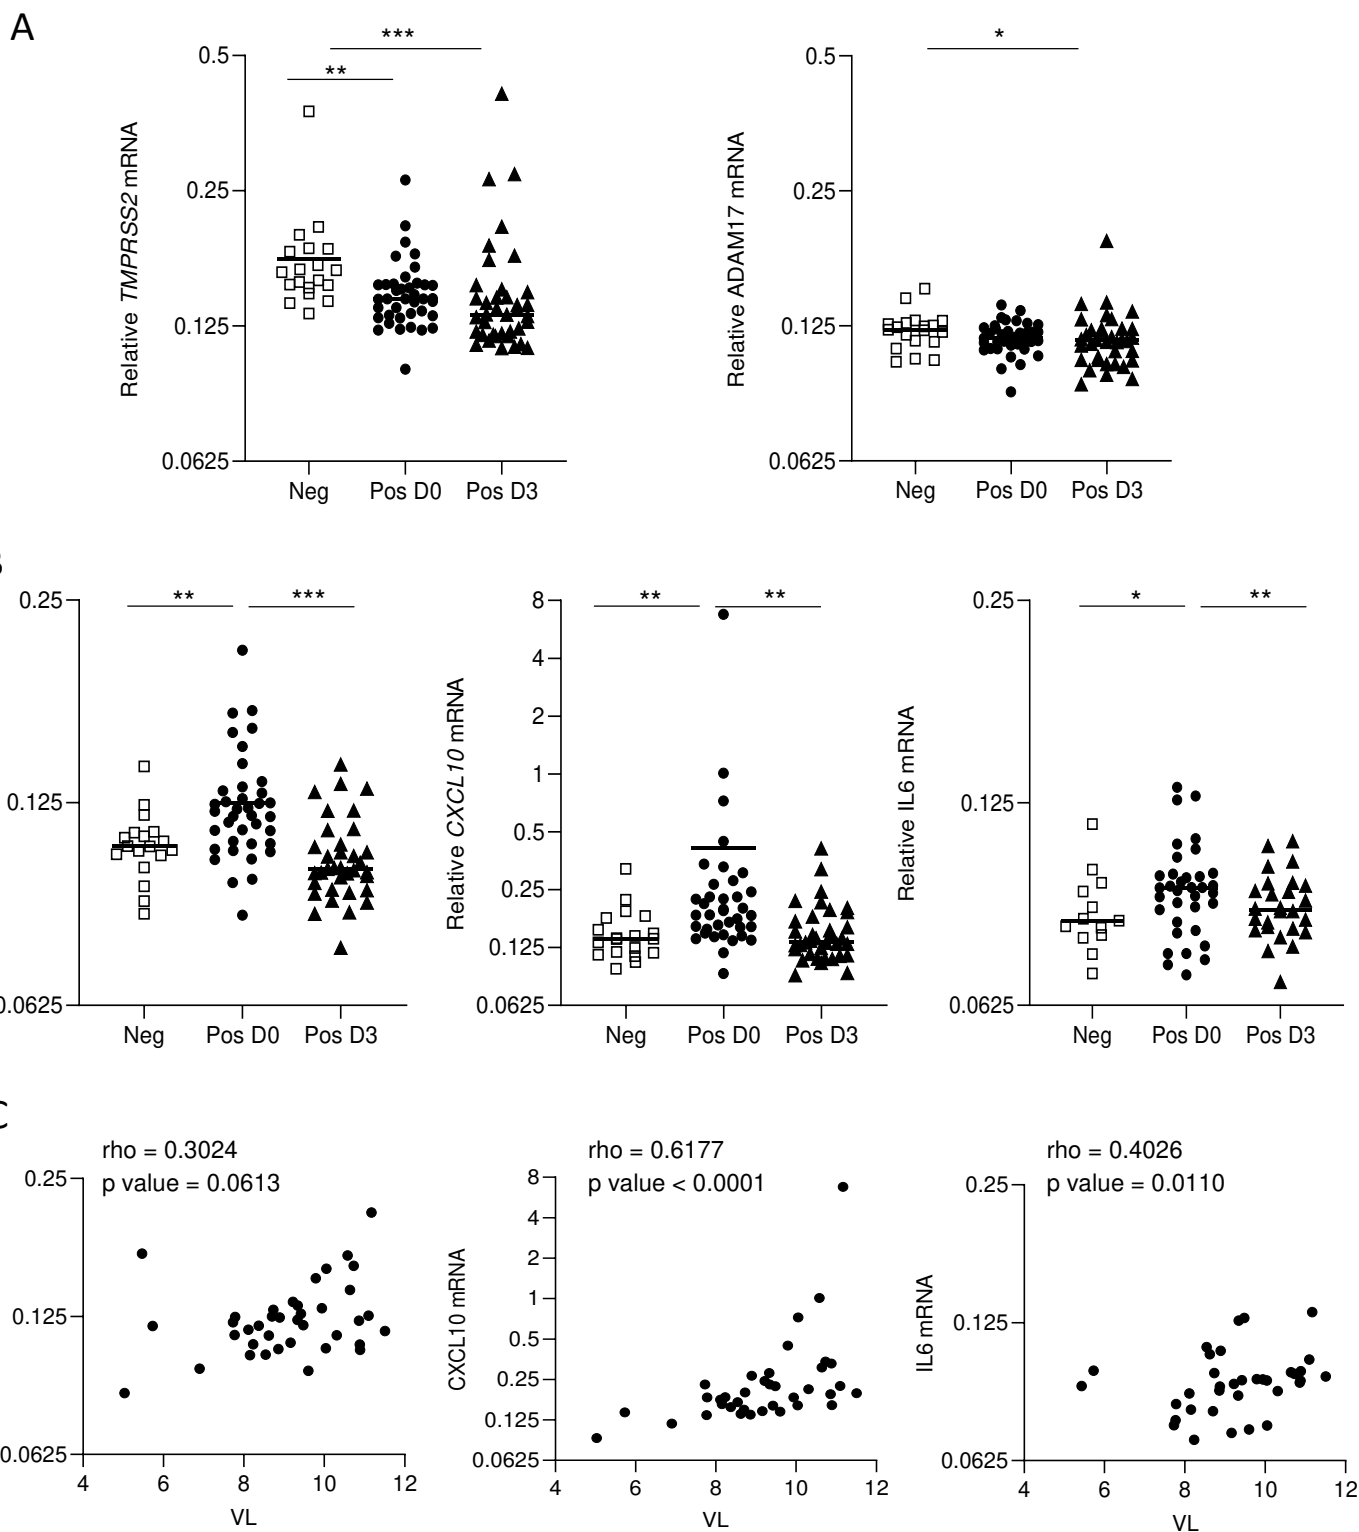 A
*** *
**
0.5 0.5
0.25 0.25
0.125 0.125
0.0625 0.0625
Relative TMPRSS2 mRNA
Relative ADAM17 mRNA
Neg Pos D0 Pos D3 Neg Pos D0 Pos D3
** *** ** ** * **
0.25
0.125
0.0625
Neg Pos D0 Pos D3
Relative CXCL10 mRNA
8
4
2
1
0.5
0.25
0.125
0.0625
Neg Pos D0 Pos D3
Relative IL6 mRNA
0.25
0.125
0.0625
Neg Pos D0 Pos D3
C
rho = 0.3024
p value = 0.0613
0.25
0.125
0.0625
4 6 8 10 12
VL
rho = 0.6177
p value < 0.0001
CXCL10 mRNA
8
4
2
1
0.5
0.25
0.125
0.0625
4 6 8 10 12
VL
rho = 0.4026
p value = 0.0110
IL6 mRNA
0.25
0.125
0.0625
4 6 8 10 12
VL